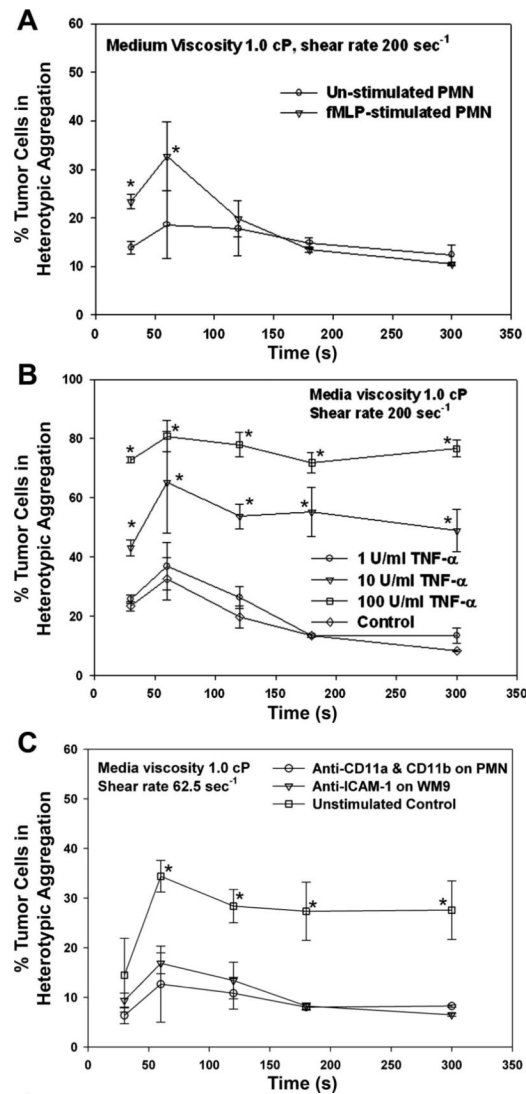 A
Medium Viscosity 1.0 cP, shear rate 200 sec⁻¹
Un-stimulated PMN
fMLP-stimulated PMN
% Tumor Cells in
Heterotypic Aggregation
60
50
40
30
20
10
0
*
*
0 50 100 150 200 250 300 350
Time (s)
B
Media viscosity 1.0 cP
Shear rate 200 sec⁻¹
% Tumor Cells in
Heterotypic Aggregation
100
80
60
40
20
0
* * * * *
* * * * *
1 U/ml TNF-α
10 U/ml TNF-α
100 U/ml TNF-α
Control
0 50 100 150 200 250 300 350
Time (s)
C
Media viscosity 1.0 cP
Shear rate 62.5 sec⁻¹
Anti-CD11a & CD11b on PMN
Anti-ICAM-1 on WM9
Unstimulated Control
% Tumor Cells in
Heterotypic Aggregation
60
50
40
30
20
10
0
* * * *
0 50 100 150 200 250 300 350
Time (s)